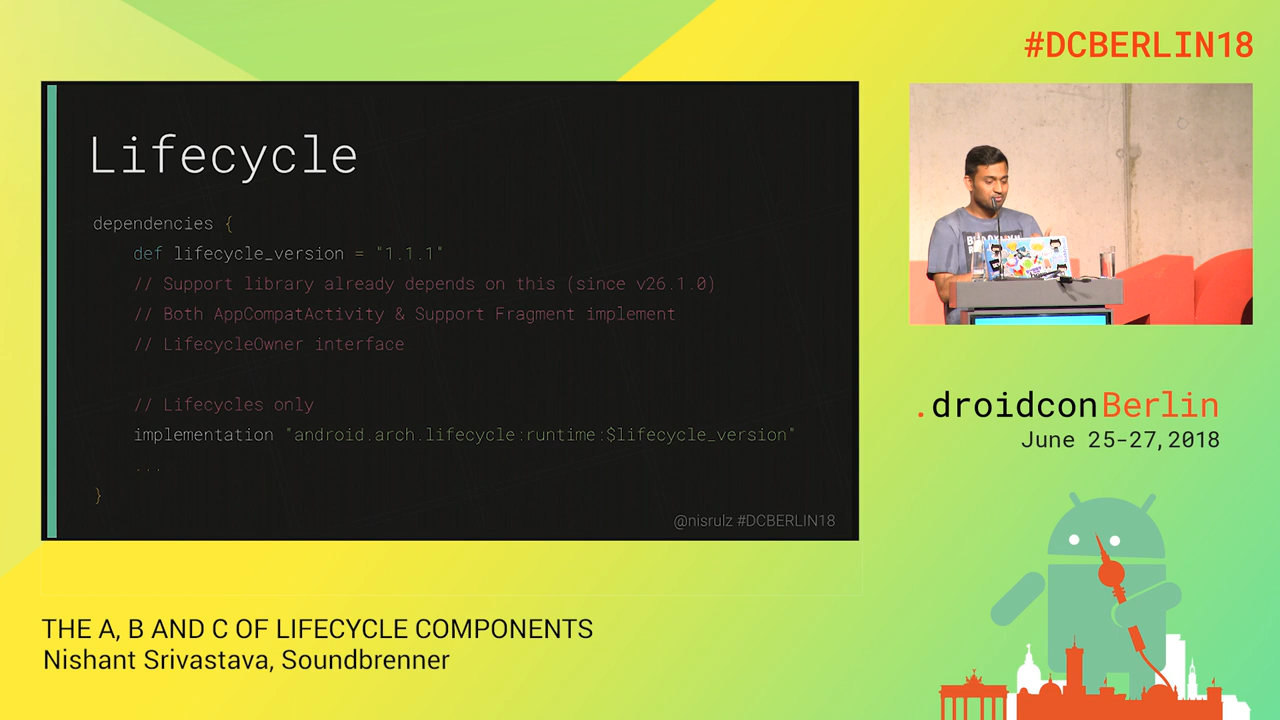 #DCBERLIN18
Lifecycle
dependencies {
def lifecycle_version = "1.1.1"
// Support library already depends on this (since v26.1.0)
// Both AppCompatActivity & Support Fragment implement
// LifecycleOwner interface
// Lifecycles only
implementation "android.arch.lifecycle:runtime:$lifecycle_version"
...
}
@nisrulz #DCBERLIN18
.droidconBerlin
June 25-27, 2018
THE A, B AND C OF LIFECYCLE COMPONENTS
Nishant Srivastava, Soundbrenner